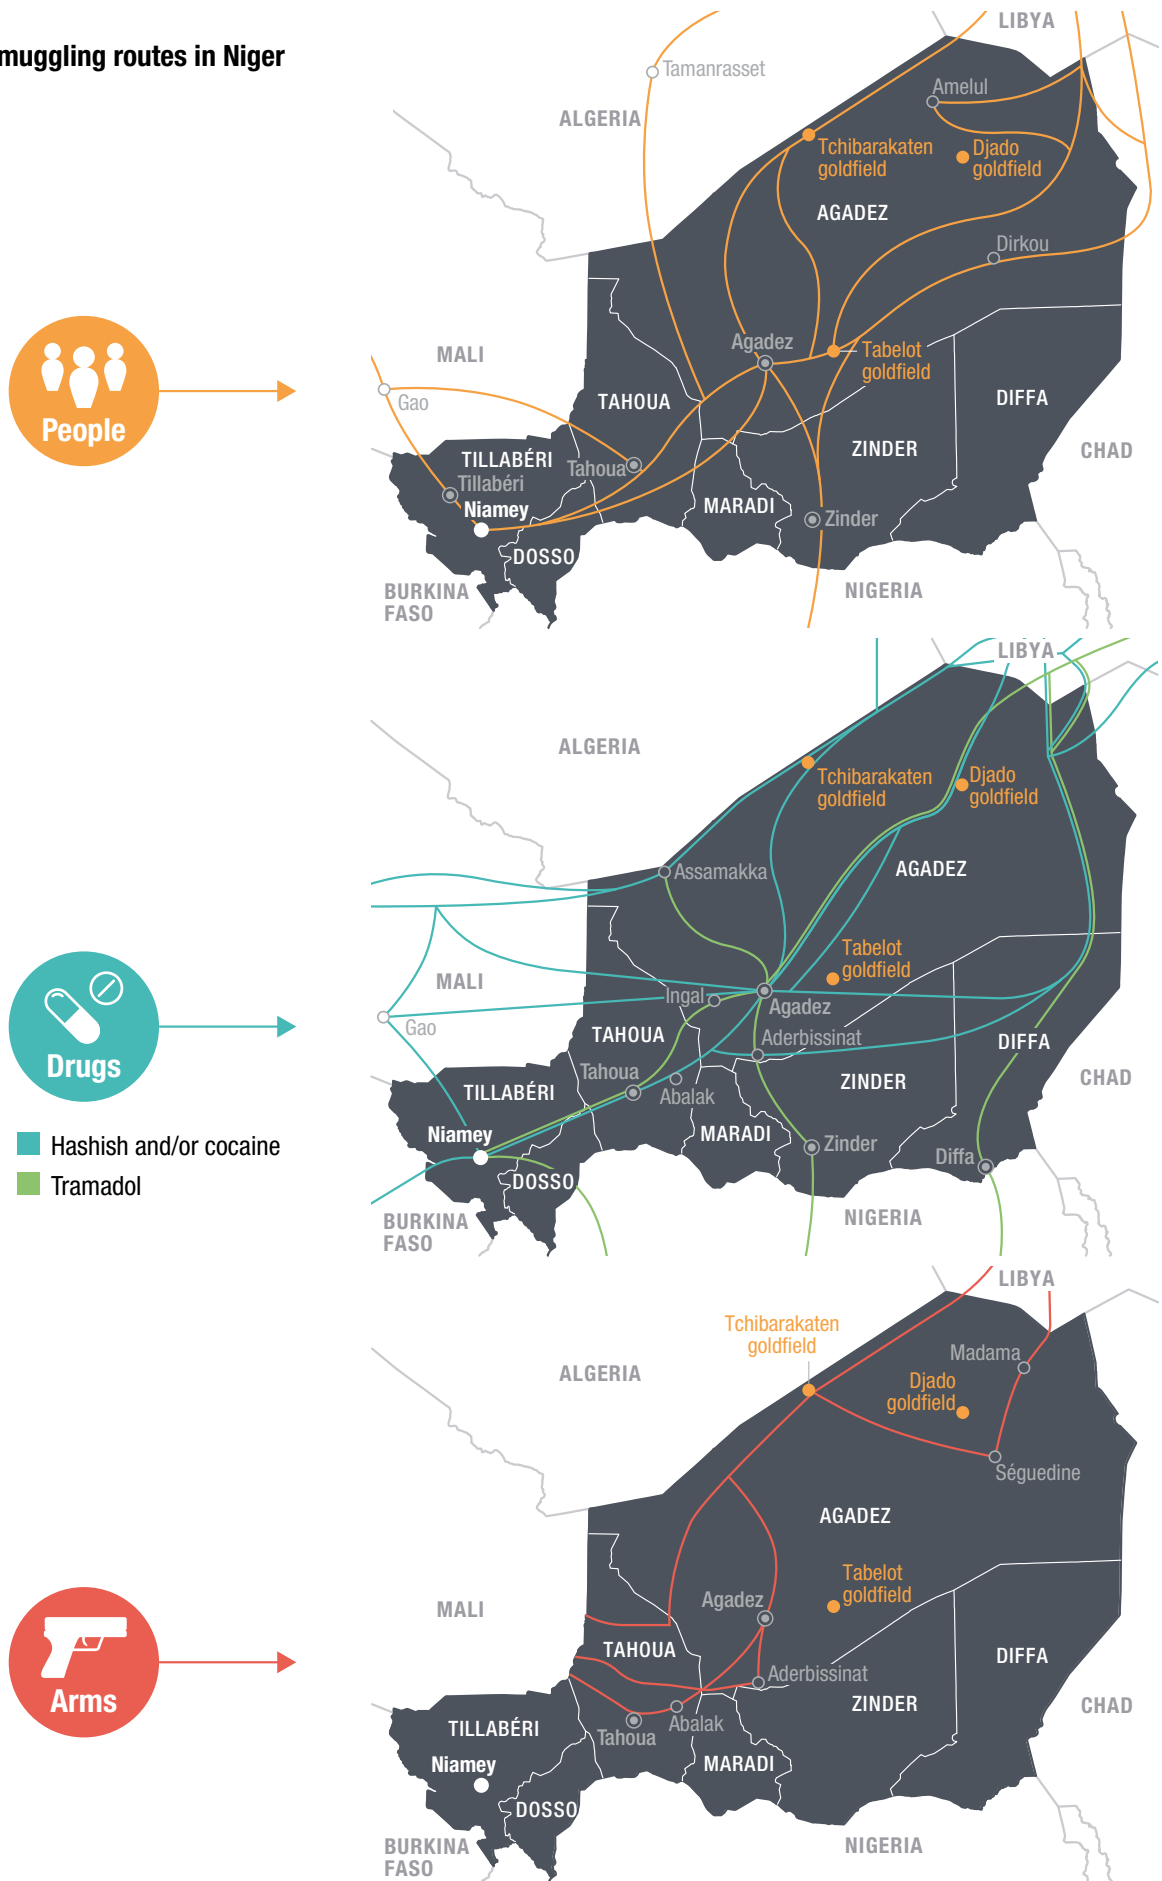 muggling routes in Niger
LIBYA
Tamanrasset
Amelul
ALGERIA
Tchibarakaten
goldfield
Djado
goldfield
AGADEZ
Dirkou
MALI
Agadez
Tabelot
goldfield
Gao
TAHOUA
DIFFA
People
TILLABÉRI
Tahoua
ZINDER
CHAD
Tillabéri
Niamey
MARADI
Zinder
DOSSO
BURKINA
FASO
NIGERIA
LIBYA
ALGERIA
Tchibarakaten
goldfield
Djado
goldfield
Assamakka
AGADEZ
Tabelot
goldfield
MALI
Ingal
Agadez
Gao
TAHOUA
Aderbissinat
DIFFA
Drugs
Tahoua
TILLABÉRI
Abalak
ZINDER
CHAD
Hashish and/or cocaine
Tramadol
Niamey
MARADI
Zinder
Diffa
DOSSO
BURKINA
FASO
NIGERIA
LIBYA
Tchibarakaten
goldfield
Madama
ALGERIA
Djado
goldfield
Séguedine
AGADEZ
Tabelot
goldfield
Agadez
MALI
TAHOUA
DIFFA
Aderbissinat
Arms
ZINDER
CHAD
TILLABÉRI
Tahoua
Abalak
Niamey
MARADI
DOSSO
BURKINA
FASO
NIGERIA